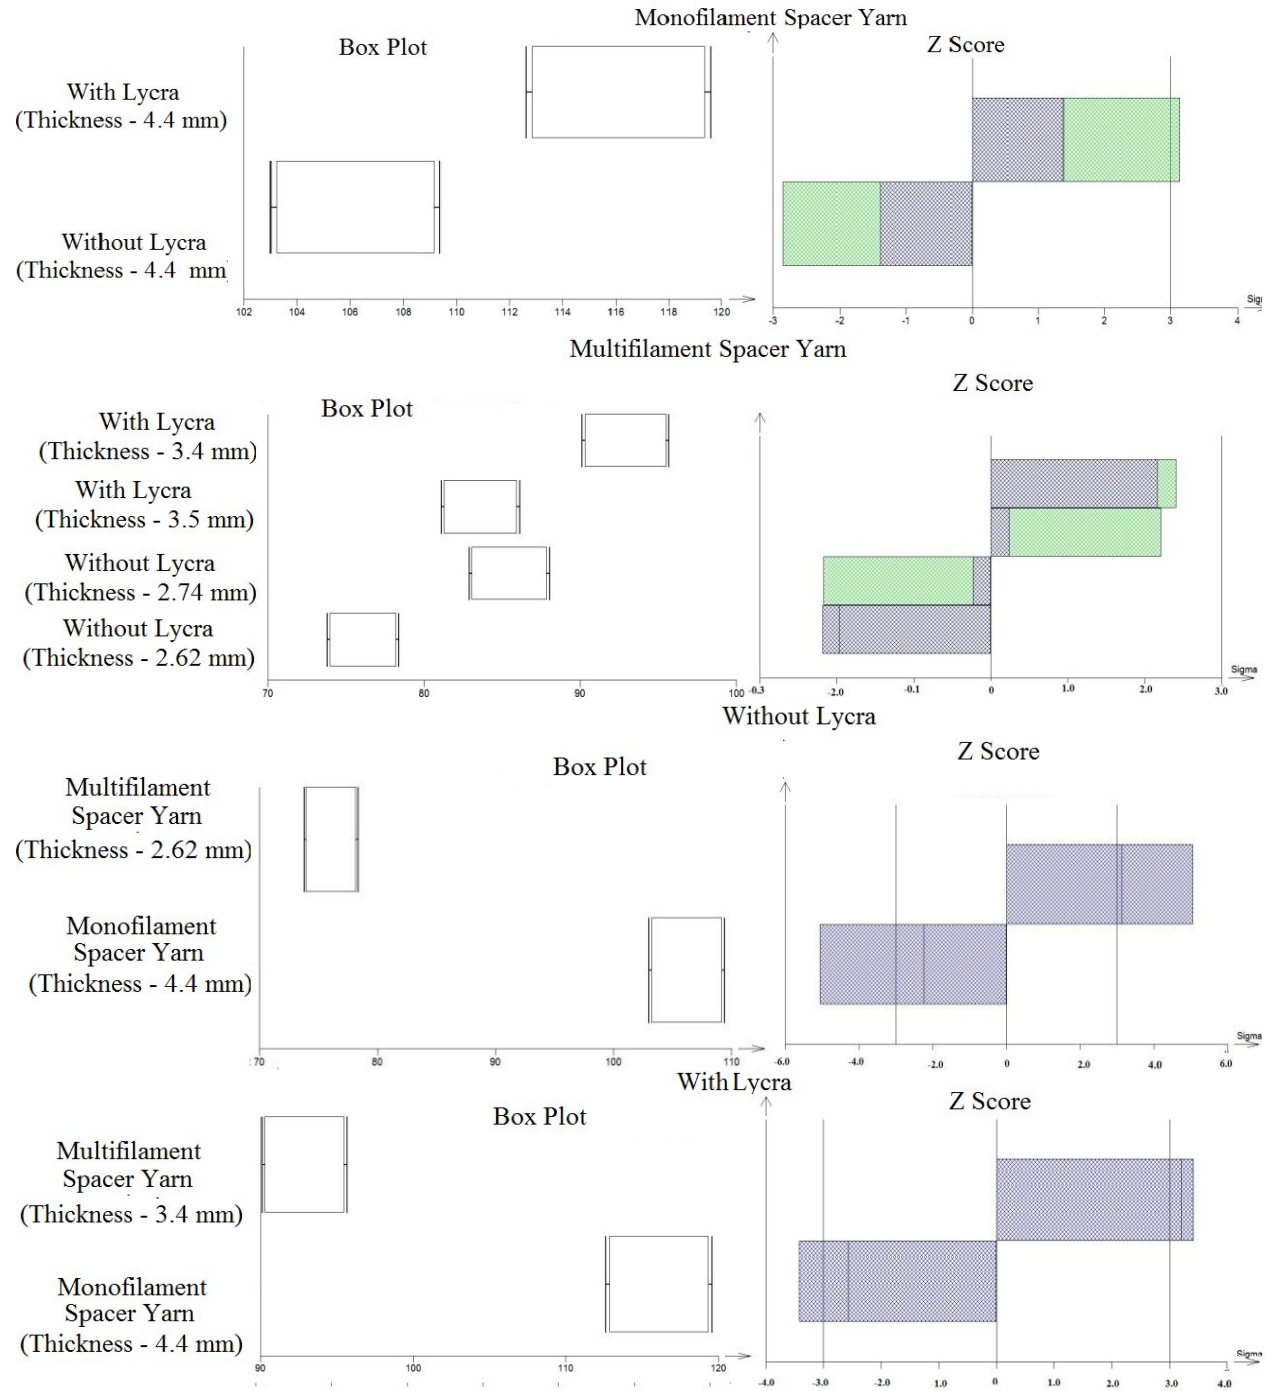 Monofilament Spacer Yarn
Box Plot
Z Score
With Lycra
(Thickness - 4.4 mm)
Without Lycra
(Thickness - 4.4 mm
102 104 106 108 110 112 114 116 118 120
-3 -2 -1 0 1 2 3 4
Sig
Multifilament Spacer Yarn
Box Plot
Z Score
With Lycra
(Thickness - 3.4 mm)
With Lycra
(Thickness - 3.5 mm)
Without Lycra
(Thickness - 2.74 mm)
Without Lycra
(Thickness - 2.62 mm)
70 80 90 100
-0.3 -2.0 -0.1 0 1.0 2.0 3.0
Sigma
Without Lycra
Box Plot
Z Score
Multifilament
Spacer Yarn
(Thickness - 2.62 mm)
Monofilament
Spacer Yarn
(Thickness - 4.4 mm)
70 80 90 100 110
-6.0 -4.0 -2.0 0 2.0 4.0 6.0
Sigma
With Lycra
Box Plot
Z Score
Multifilament
Spacer Yarn
(Thickness - 3.4 mm)
Monofilament
Spacer Yarn
(Thickness - 4.4 mm)
90 100 110 120
-4.0 -3.0 -2.0 -1.0 0 1.0 2.0 3.0 4.0
Sigma